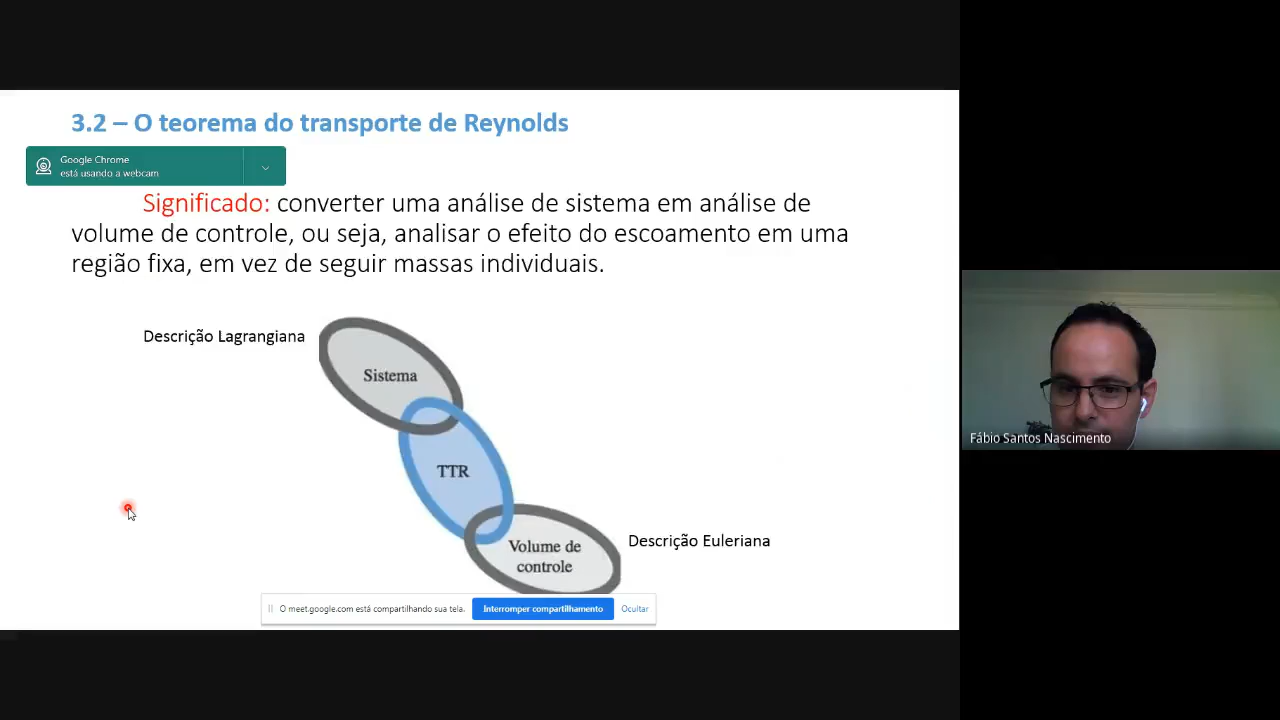 3.2 – O teorema do transporte de Reynolds
Google Chrome
está usando a webcam
Significado: converter uma análise de sistema em análise de
volume de controle, ou seja, analisar o efeito do escoamento em uma
região fixa, em vez de seguir massas individuais.
Descrição Lagrangiana
Sistema
TTR
Volume de
controle
Descrição Euleriana
O meet.google.com está compartilhando sua tela.
Interromper compartilhamento
Ocultar
Fábio Santos Nascimento